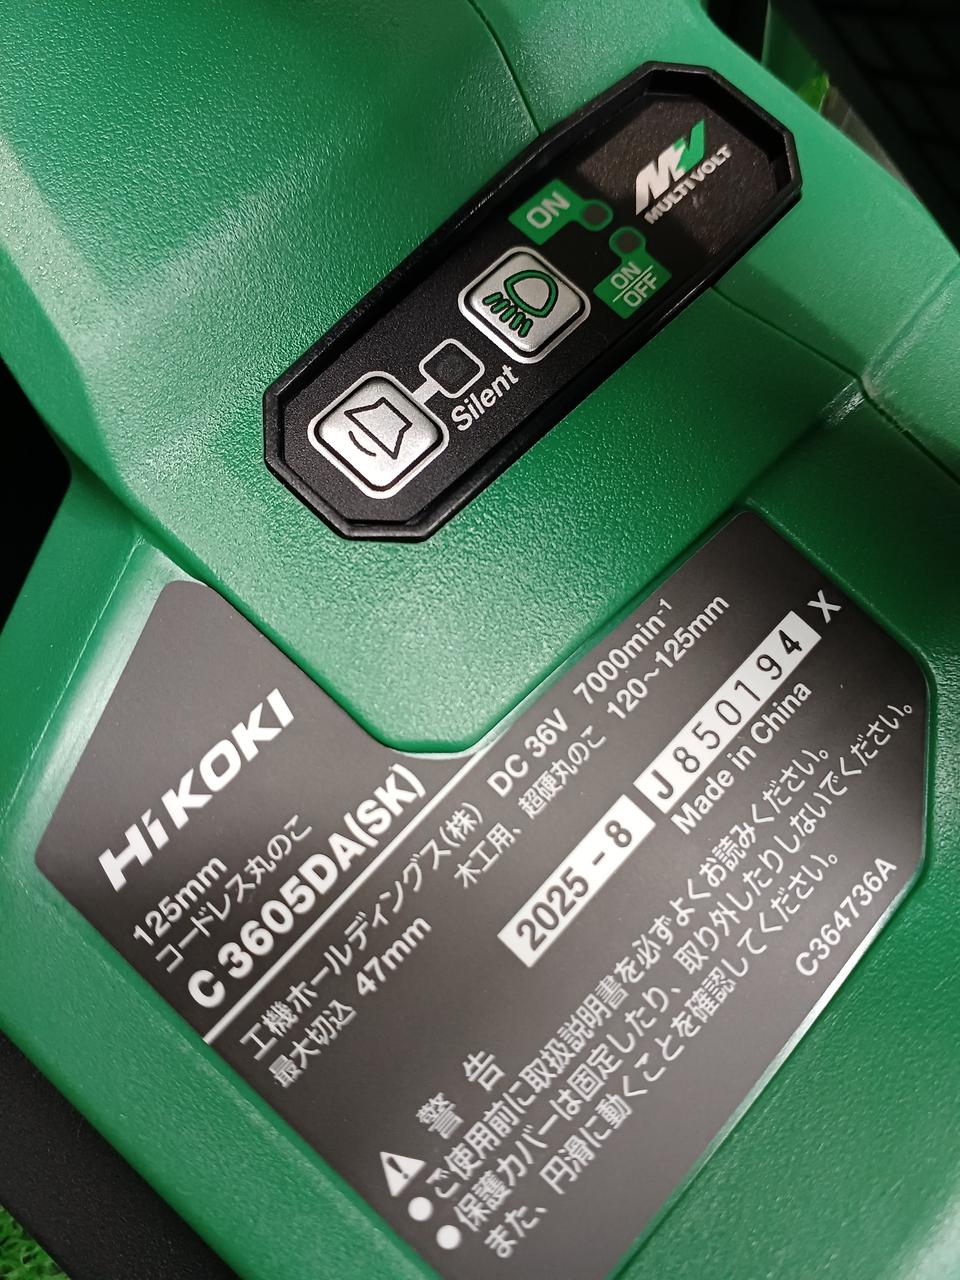 MV
MULTI VOLT
ON
ON
OFF
Silent
HiKOKI
125mm
コードレス丸のこ
C 3605DA(SK)
工機ホールディングス(株) DC 36V 7000min-1
最大切込 47mm 木工用、超硬丸のこ 120～125mm
2025-8 J850194 X
Made in China
⚠ 警 告
●ご使用前に取扱説明書を必ずよくお読みください。
●保護カバーは固定したり、取り外したりしないでください。
また、円滑に動くことを確認してください。
C364736A